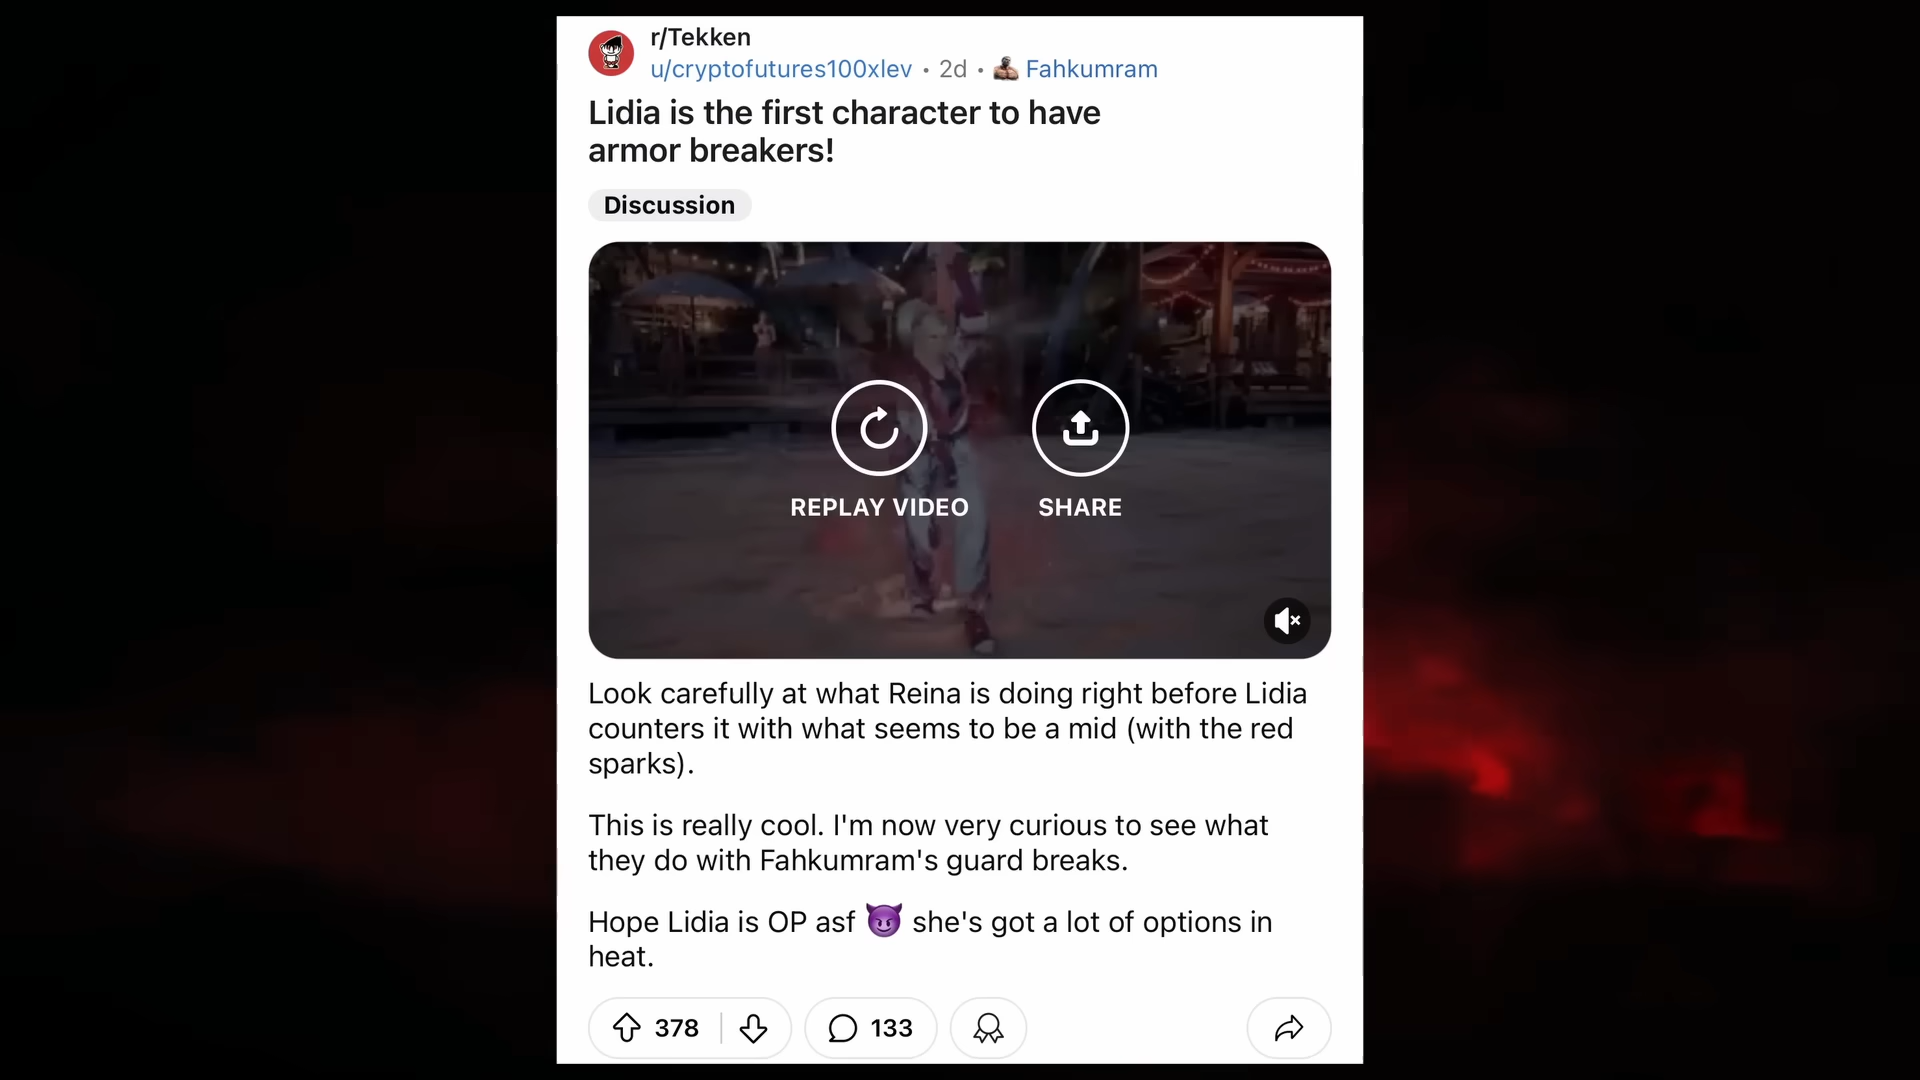 r/Tekken
u/cryptofutures100xlev • 2d • Fahkumram
Lidia is the first character to have
armor breakers!
Discussion
REPLAY VIDEO
SHARE
Look carefully at what Reina is doing right before Lidia
counters it with what seems to be a mid (with the red
sparks).
This is really cool. I'm now very curious to see what
they do with Fahkumram's guard breaks.
Hope Lidia is OP asf 😈 she's got a lot of options in
heat.
378
133